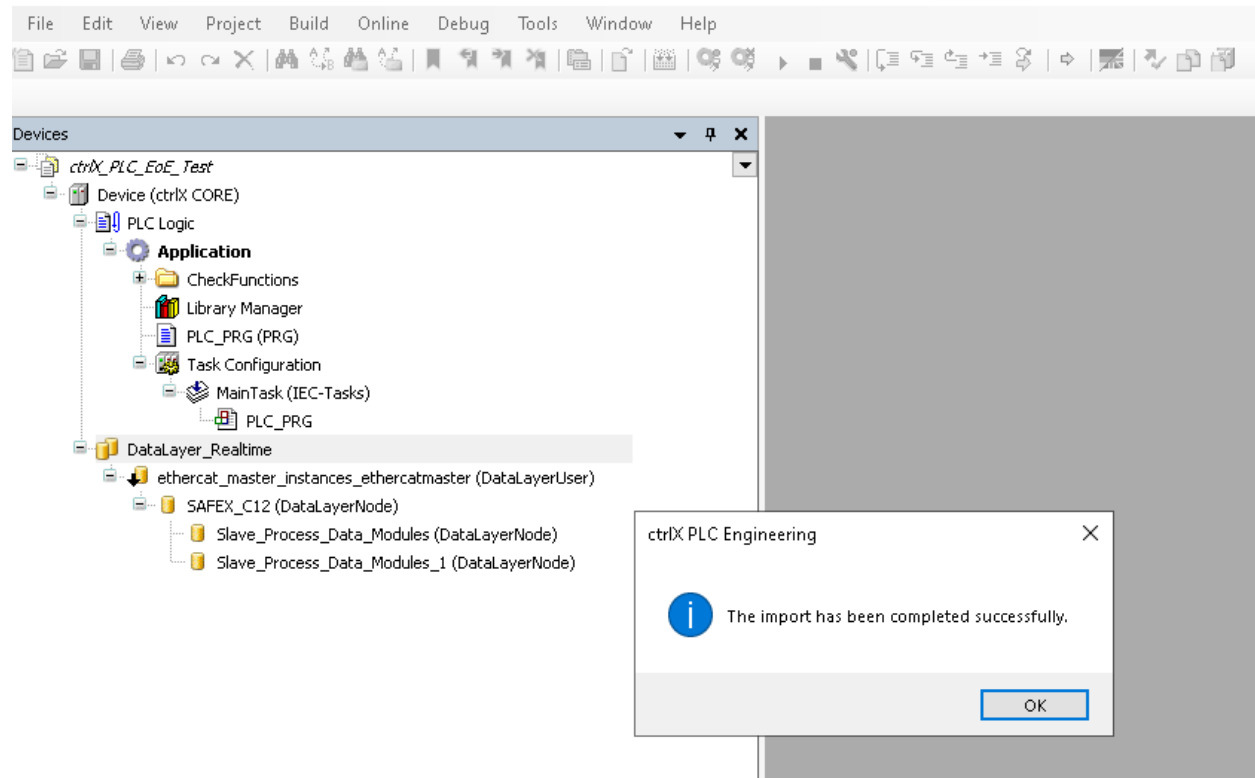 File Edit View Project Build Online Debug Tools Window Help
Devices
ctrlX_PLC_EoE_Test
Device (ctrlX CORE)
PLC Logic
Application
CheckFunctions
Library Manager
PLC_PRG (PRG)
Task Configuration
MainTask (IEC-Tasks)
PLC_PRG
DataLayer_Realtime
ethercat_master_instances_ethercatmaster (DataLayerUser)
SAFEX_C12 (DataLayerNode)
Slave_Process_Data_Modules (DataLayerNode)
Slave_Process_Data_Modules_1 (DataLayerNode)
ctrlX PLC Engineering
The import has been completed successfully.
OK